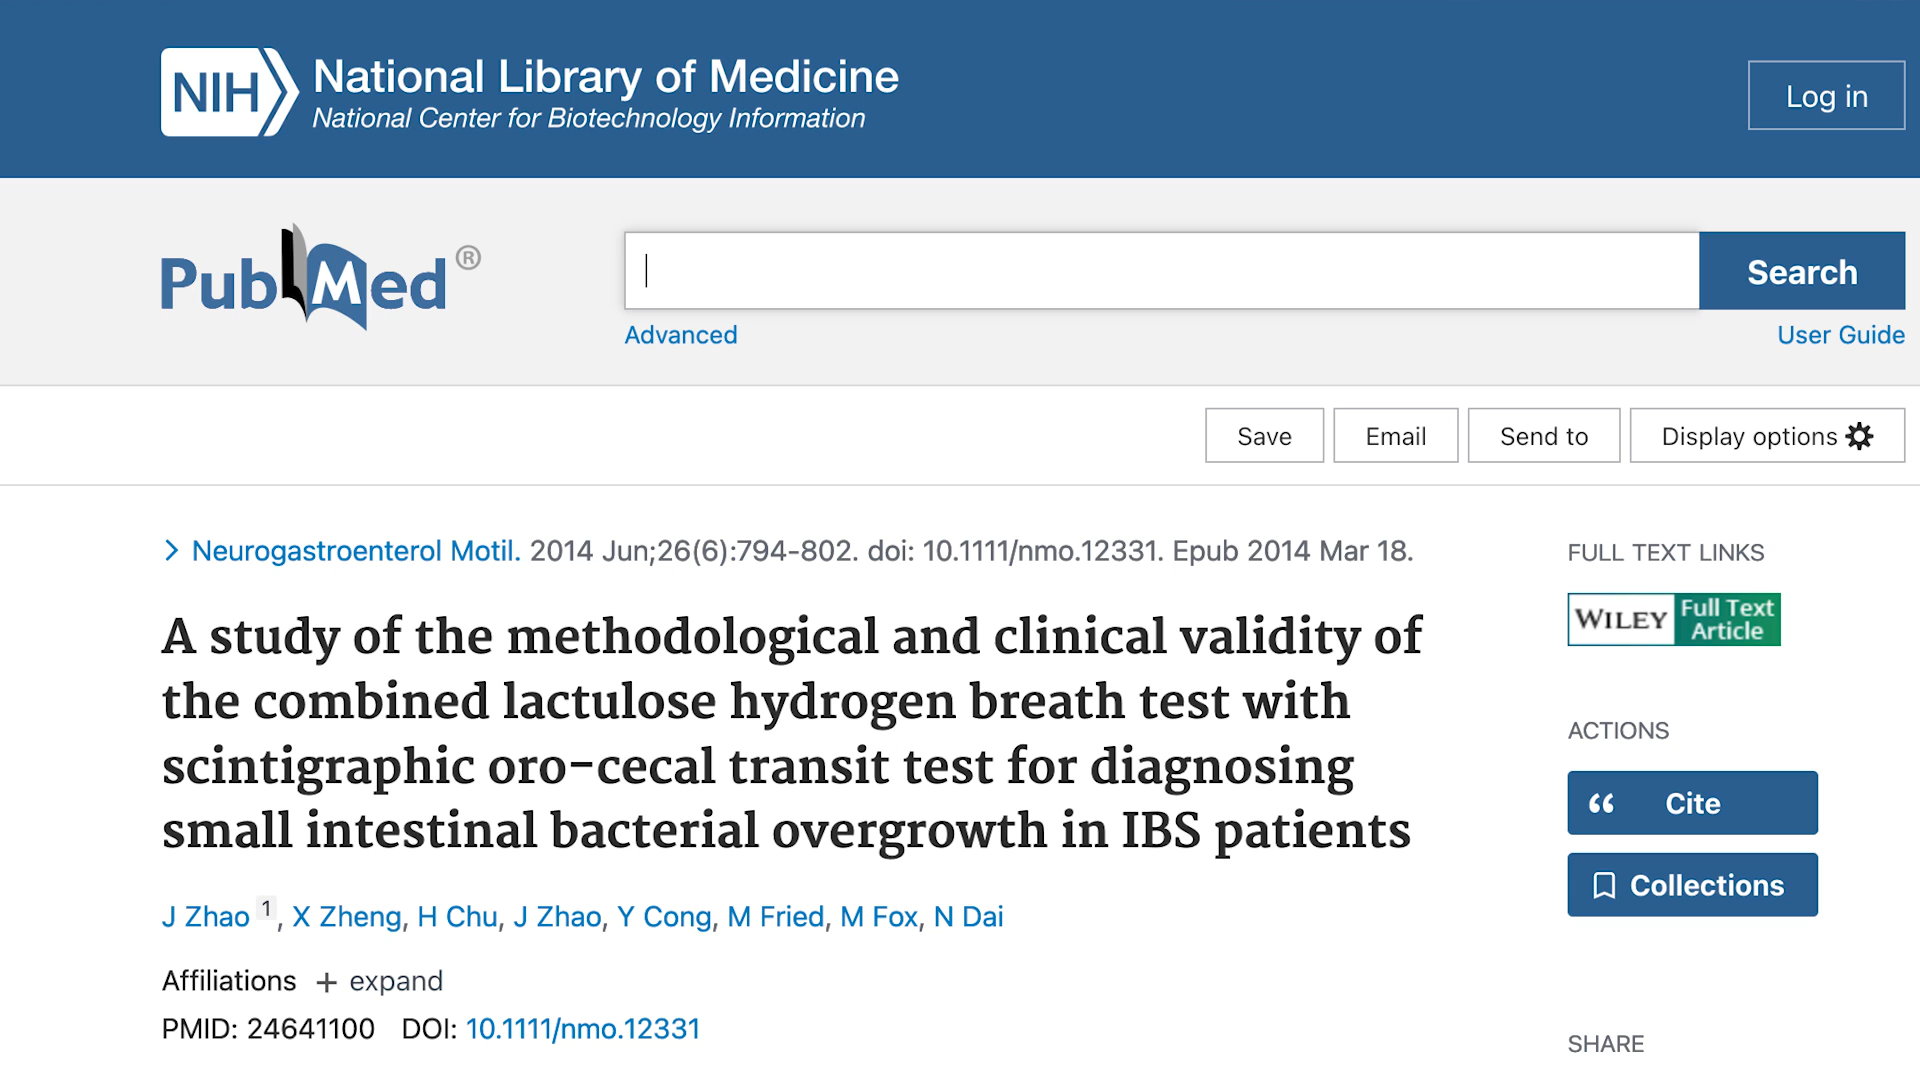 NIH National Library of Medicine
National Center for Biotechnology Information
Log in
PubMed®
Search
Advanced
User Guide
Save
Email
Send to
Display options
Neurogastroenterol Motil. 2014 Jun;26(6):794-802. doi: 10.1111/nmo.12331. Epub 2014 Mar 18.
A study of the methodological and clinical validity of
the combined lactulose hydrogen breath test with
scintigraphic oro-cecal transit test for diagnosing
small intestinal bacterial overgrowth in IBS patients
J Zhao 1, X Zheng, H Chu, J Zhao, Y Cong, M Fried, M Fox, N Dai
Affiliations + expand
PMID: 24641100 DOI: 10.1111/nmo.12331
FULL TEXT LINKS
WILEY Full Text
Article
ACTIONS
Cite
Collections
SHARE